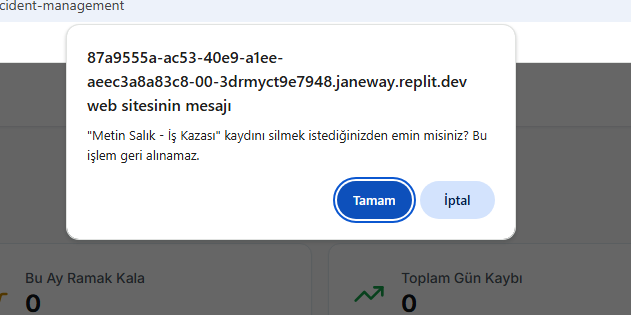 cident-management
87a9555a-ac53-40e9-a1ee-
aeec3a8a83c8-00-3drmyct9e7948.janeway.replit.dev
web sitesinin mesajı
"Metin Salık - İş Kazası" kaydını silmek istediğinizden emin misiniz? Bu
işlem geri alınamaz.
Tamam
İptal
Bu Ay Ramak Kala
0
Toplam Gün Kaybı
0